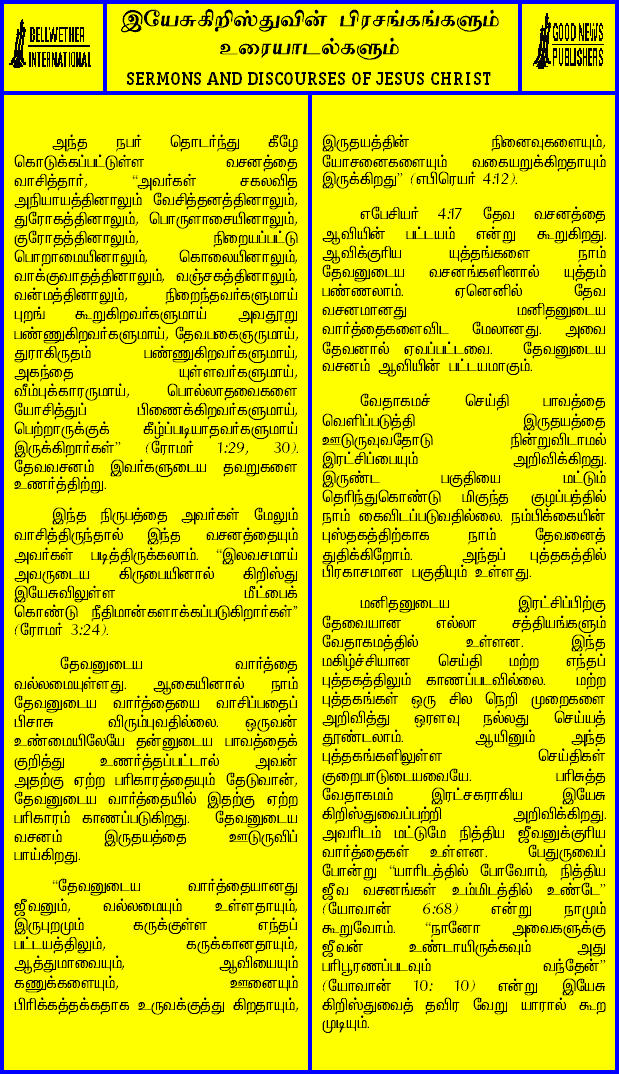 BELLWETHER
INTERNATIONAL
இயேசுகிறிஸ்துவின் பிரசங்கங்களும்
உரையாடல்களும்
SERMONS AND DISCOURSES OF JESUS CHRIST
GOOD NEWS
PUBLISHERS
அந்த நபர் தொடர்ந்து கீழே
கொடுக்கப்பட்டுள்ள வசனத்தை
வாசித்தார், “அவர்கள் சகலவித
அநியாயத்தினாலும் வேசித்தனத்தினாலும்,
துரோகத்தினாலும், பொருளாசையினாலும்,
குரோதத்தினாலும், நிறையப்பட்டு
பொறாமையினாலும், கொலையினாலும்,
வாக்குவாதத்தினாலும், வஞ்சகத்தினாலும்,
வன்மத்தினாலும், நிறைந்தவர்களுமாய்
புறங் கூறுகிறவர்களுமாய் அவதூறு
பண்ணுகிறவர்களுமாய், தேவபகைஞருமாய்,
துராகிருதம் பண்ணுகிறவர்களுமாய்,
அகந்தை யுள்ளவர்களுமாய்,
வீம்புக்காரருமாய், பொல்லாதவைகளை
யோசித்துப் பிணைக்கிறவர்களுமாய்,
பெற்றாருக்குக் கீழ்ப்படியாதவர்களுமாய்
இருக்கிறார்கள்” (ரோமர் 1:29, 30).
தேவவசனம் இவர்களுடைய தவறுகளை
உணர்த்திற்று.
இந்த நிருபத்தை அவர்கள் மேலும்
வாசித்திருந்தால் இந்த வசனத்தையும்
அவர்கள் படித்திருக்கலாம். “இலவசமாய்
அவருடைய கிருபையினால் கிறிஸ்து
இயேசுவிலுள்ள மீட்பைக்
கொண்டு நீதிமான்களாக்கப்படுகிறார்கள்”
(ரோமர் 3:24).
தேவனுடைய வார்த்தை
வல்லமையுள்ளது. ஆகையினால் நாம்
தேவனுடைய வார்த்தையை வாசிப்பதைப்
பிசாசு விரும்புவதில்லை. ஒருவன்
உண்மையிலேயே தன்னுடைய பாவத்தைக்
குறித்து உணர்த்தப்பட்டால் அவன்
அதற்கு ஏற்ற பரிகாரத்தையும் தேடுவான்,
தேவனுடைய வார்த்தையில் இதற்கு ஏற்ற
பரிகாரம் காணப்படுகிறது. தேவனுடைய
வசனம் இருதயத்தை ஊடுருவிப்
பாய்கிறது.
“தேவனுடைய வார்த்தையானது
ஜீவனும், வல்லமையும் உள்ளதாயும்,
இருபுறமும் கருக்குள்ள எந்தப்
பட்டயத்திலும், கருக்கானதாயும்,
ஆத்துமாவையும், ஆவியையும்
கணுக்களையும், ஊனையும்
பிரிக்கத்தக்கதாக உருவக்குத்து கிறதாயும்,
இருதயத்தின் நினைவுகளையும்,
யோசனைகளையும் வகையறுக்கிறதாயும்
இருக்கிறது” (எபிரெயர் 4:12).
எபேசியர் 4:17 தேவ வசனத்தை
ஆவியின் பட்டயம் என்று கூறுகிறது.
ஆவிக்குரிய யுத்தங்களை நாம்
தேவனுடைய வசனங்களினால் யுத்தம்
பண்ணலாம். ஏனெனில் தேவ
வசனமானது மனிதனுடைய
வார்த்தைகளைவிட மேலானது. அவை
தேவனால் ஏவப்பட்டவை. தேவனுடைய
வசனம் ஆவியின் பட்டயமாகும்.
வேதாகமச் செய்தி பாவத்தை
வெளிப்படுத்தி இருதயத்தை
ஊடுருவுவதோடு நின்றுவிடாமல்
இரட்சிப்பையும் அறிவிக்கிறது.
இருண்ட பகுதியை மட்டும்
தெரிந்துகொண்டு மிகுந்த குழப்பத்தில்
நாம் கைவிடப்படுவதில்லை. நம்பிக்கையின்
புஸ்தகத்திற்காக நாம் தேவனைத்
துதிக்கிறோம். அந்தப் புத்தகத்தில்
பிரகாசமான பகுதியும் உள்ளது.
மனிதனுடைய இரட்சிப்பிற்கு
தேவையான எல்லா சத்தியங்களும்
வேதாகமத்தில் உள்ளன. இந்த
மகிழ்ச்சியான செய்தி மற்ற எந்தப்
புத்தகத்திலும் காணப்படவில்லை. மற்ற
புத்தகங்கள் ஒரு சில நெறி முறைகளை
அறிவித்து ஓரளவு நல்லது செய்யத்
தூண்டலாம். ஆயினும் அந்த
புத்தகங்களிலுள்ள செய்திகள்
குறைபாடுடையவையே. பரிசுத்த
வேதாகமம் இரட்சகராகிய இயேசு
கிறிஸ்துவைப்பற்றி அறிவிக்கிறது.
அவரிடம் மட்டுமே நித்திய ஜீவனுக்குரிய
வார்த்தைகள் உள்ளன. பேதுருவைப்
போன்று “யாரிடத்தில் போவோம், நித்திய
ஜீவ வசனங்கள் உம்மிடத்தில் உண்டே”
(யோவான் 6:68) என்று நாமும்
கூறுவோம். “நானோ அவைகளுக்கு
ஜீவன் உண்டாயிருக்கவும் அது
பரிபூரணப்படவும் வந்தேன்”
(யோவான் 10: 10) என்று இயேசு
கிறிஸ்துவைத் தவிர வேறு யாரால் கூற
முடியும்.